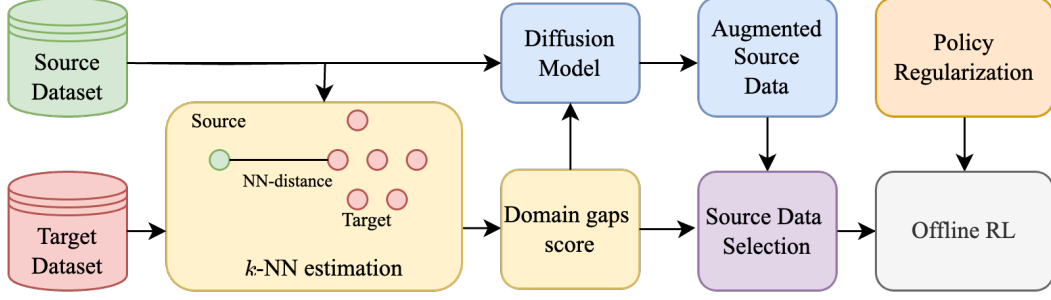 Source
Dataset
Diffusion
Model
Augmented
Source
Data
Policy
Regularization
Source
NN-distance
Target
k-NN estimation
Target
Dataset
Domain gaps
score
Source Data
Selection
Offline RL